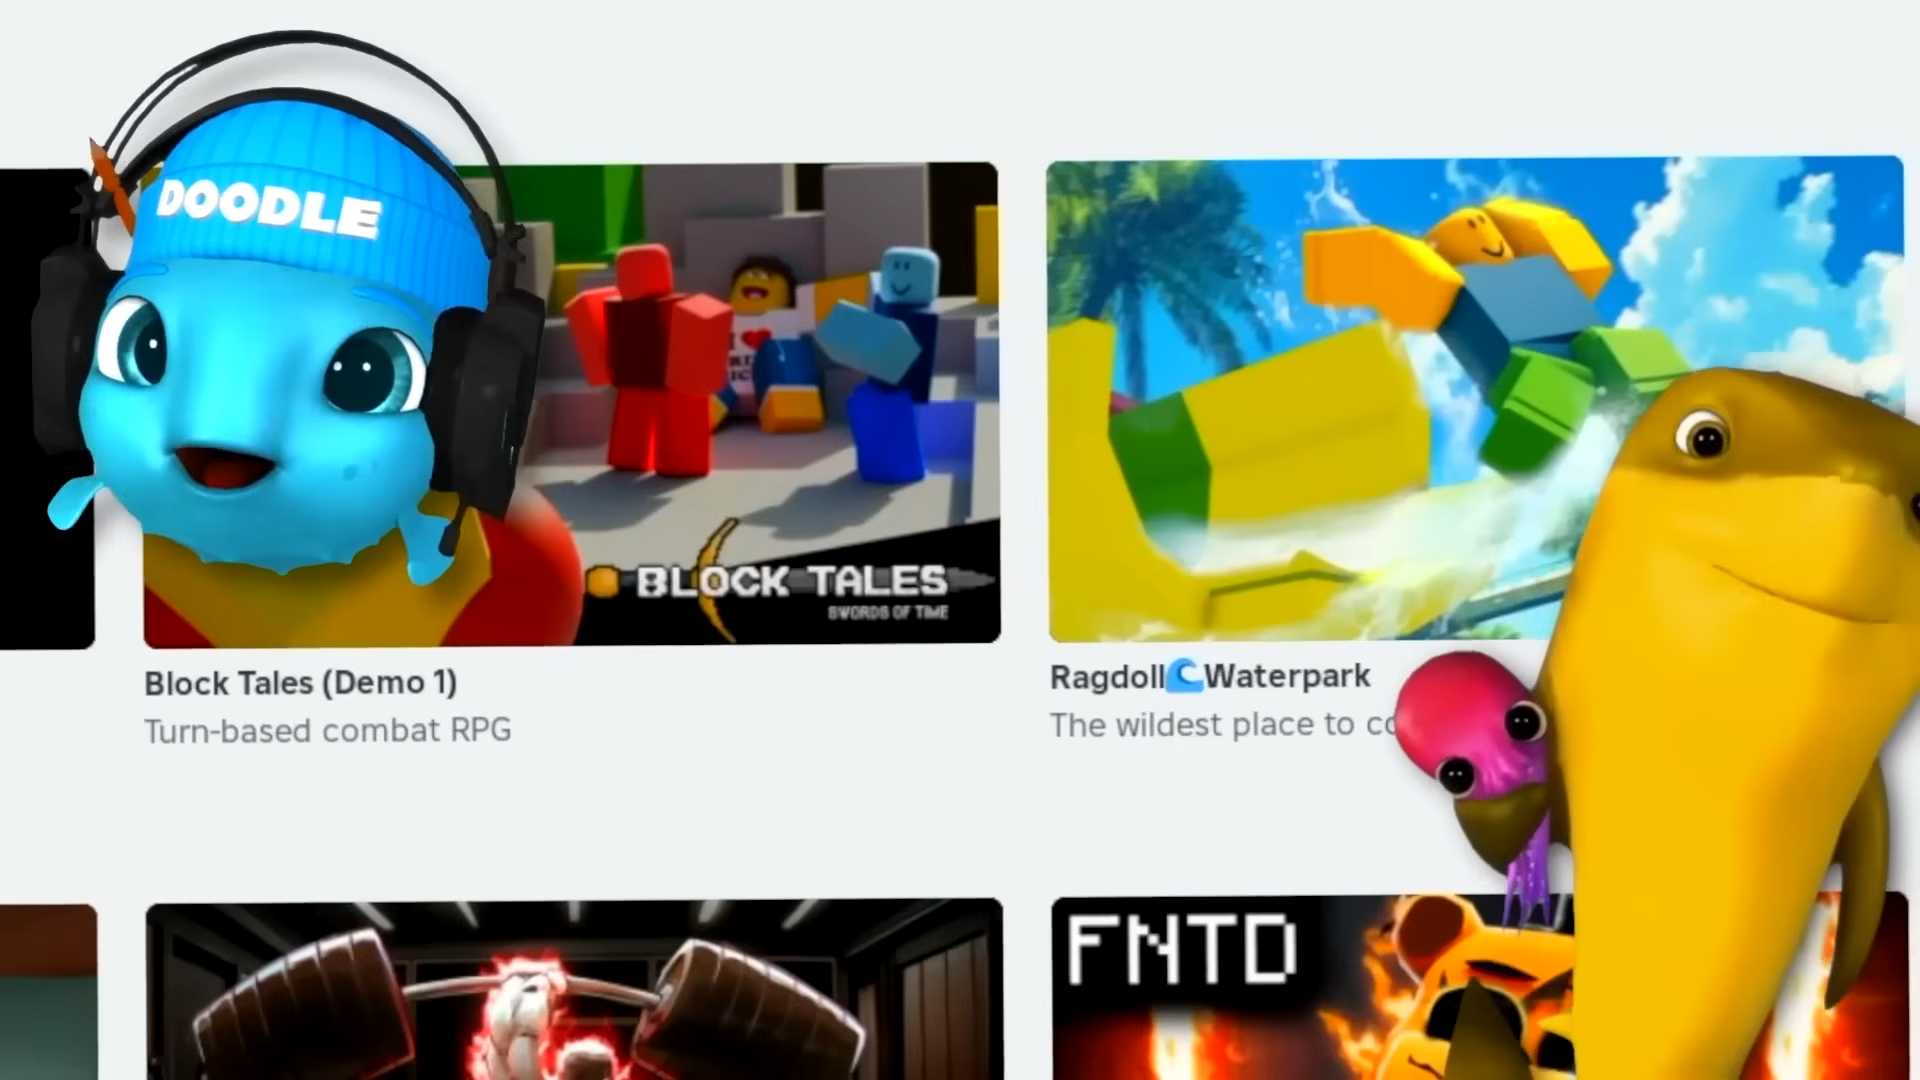 DOODLE
BLOCK TALES
SWORDS OF TIME
Block Tales (Demo 1)
Turn-based combat RPG
Ragdoll🌊Waterpark
The wildest place to
FNTD